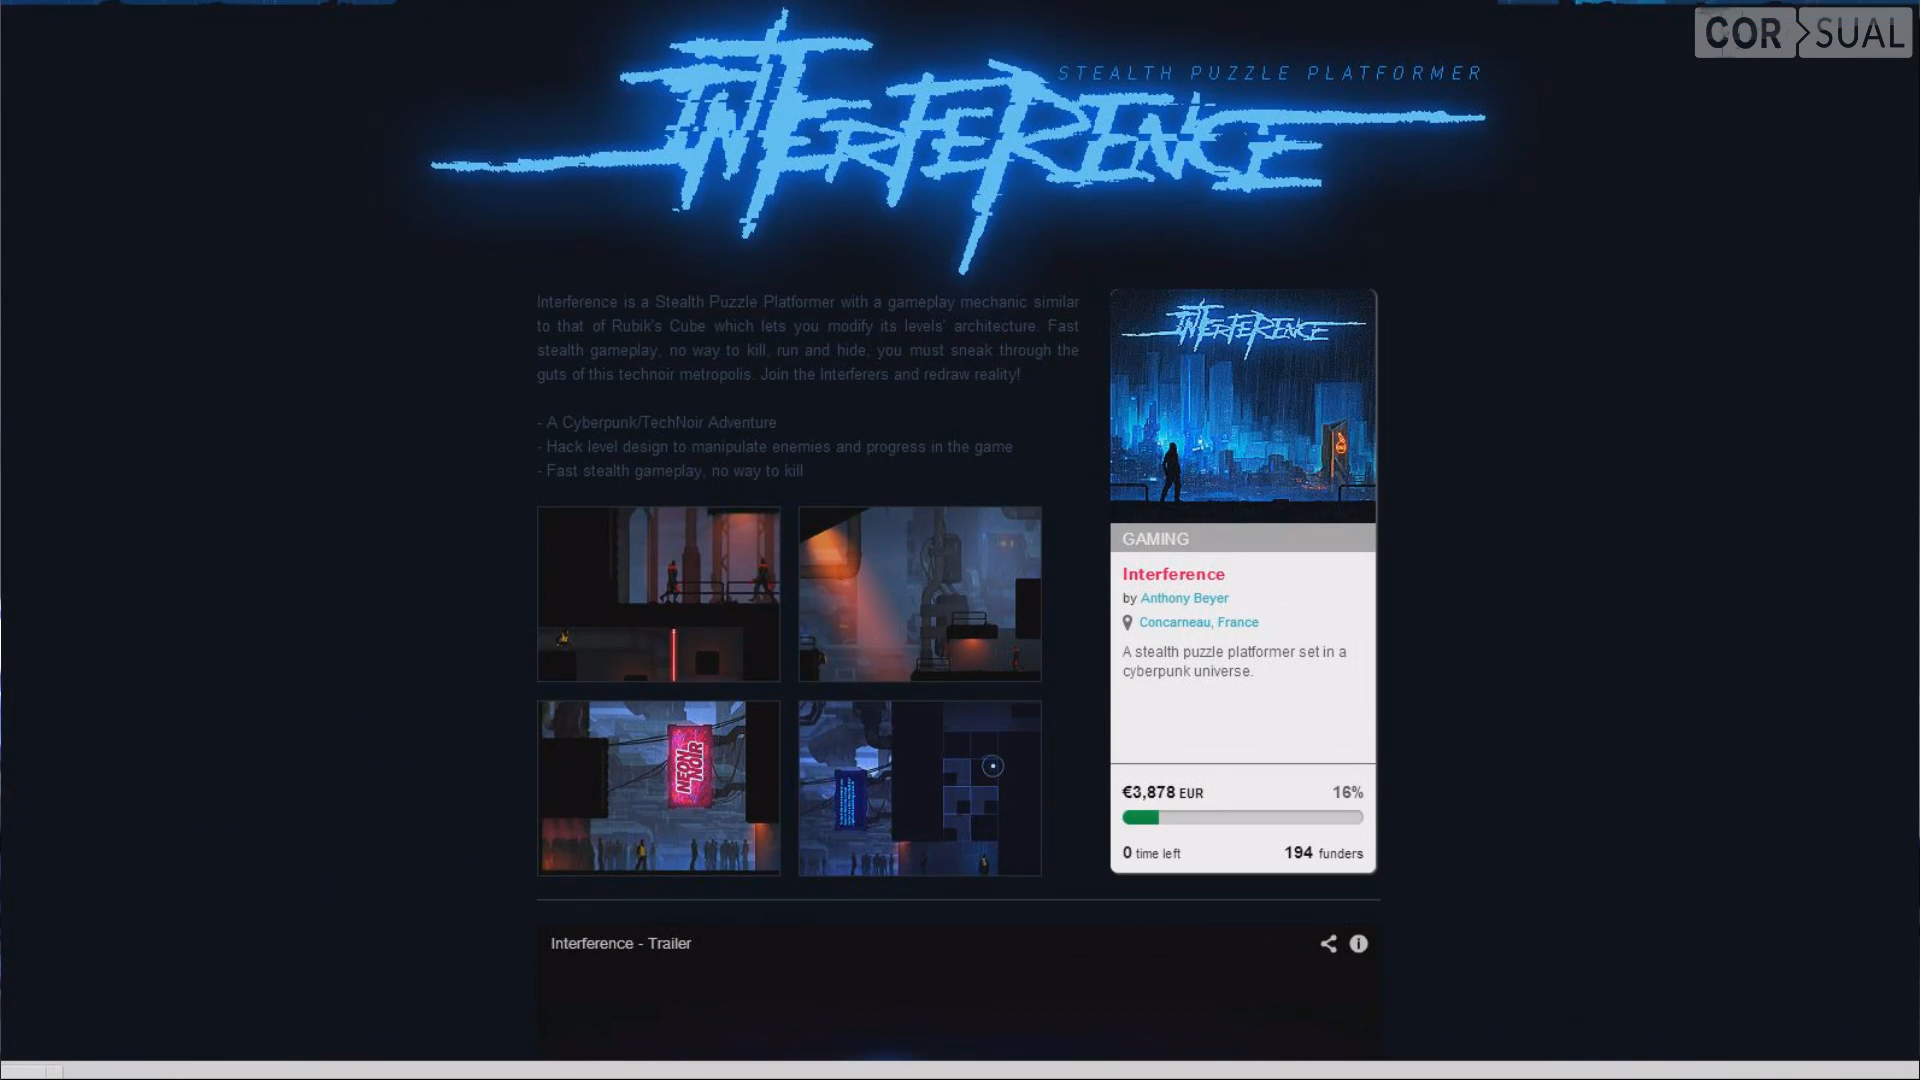 COR SUAL
STEALTH PUZZLE PLATFORMER
INTERFERENCE
Interference is a Stealth Puzzle Platformer with a gameplay mechanic similar
to that of Rubik's Cube which lets you modify its levels' architecture. Fast
stealth gameplay, no way to kill, run and hide, you must sneak through the
guts of this technoir metropolis. Join the Interferers and redraw reality!
- A Cyberpunk/TechNoir Adventure
- Hack level design to manipulate enemies and progress in the game
- Fast stealth gameplay, no way to kill
NEON
NOIR
INTERFERENCE
GAMING
Interference
by Anthony Beyer
Concarneau, France
A stealth puzzle platformer set in a
cyberpunk universe.
€3,878 EUR 16%
0 time left 194 funders
Interference - Trailer